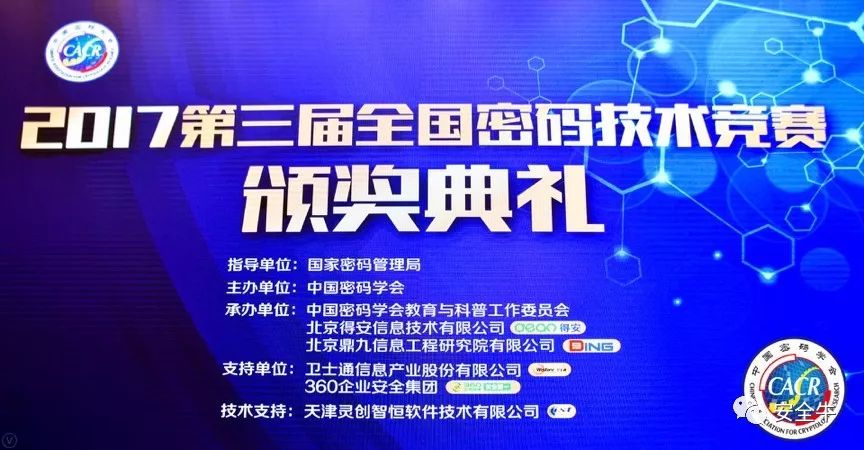 CACR
2017第三届全国密码技术竞赛
颁奖典礼
指导单位：国家密码管理局
主办单位：中国密码学会
承办单位：中国密码学会教育与科普工作委员会
北京得安信息技术有限公司 得安
北京鼎九信息工程研究院有限公司 9ING
支持单位：卫士通信息产业股份有限公司
360企业安全集团 360
技术支持：天津灵创智恒软件技术有限公司
中国密码学会
CACR
安全牛